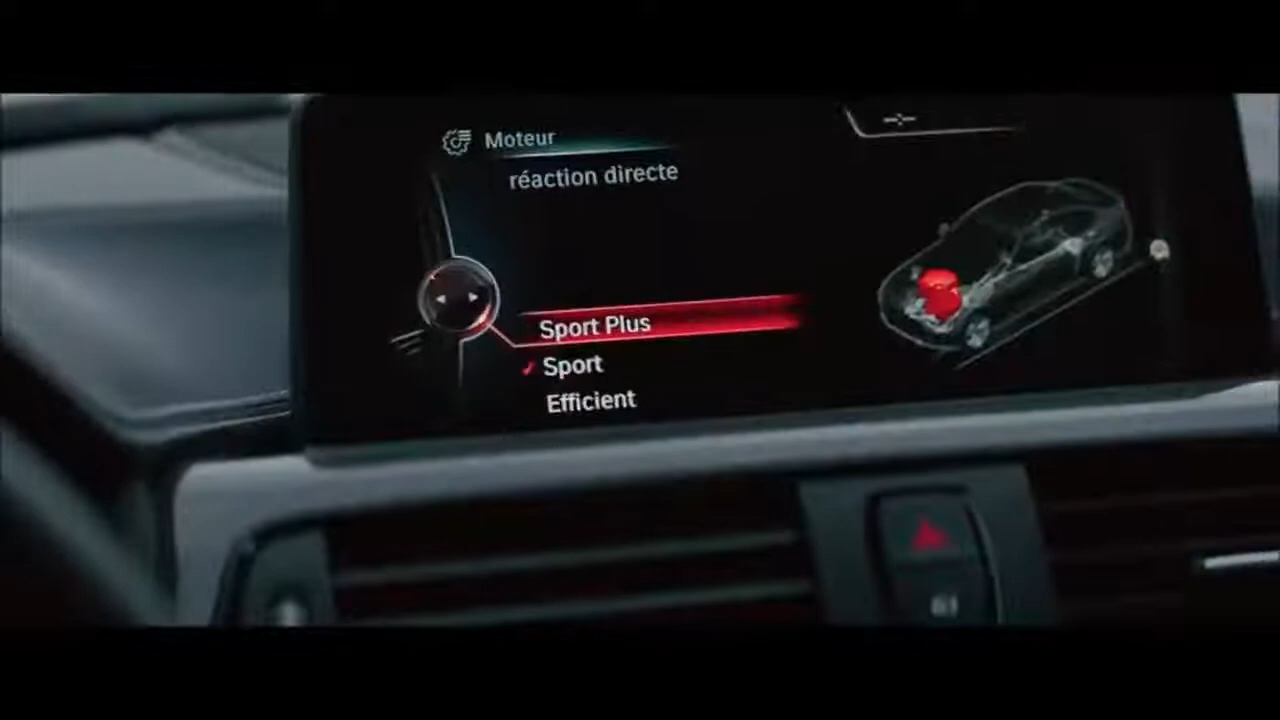 Moteur
réaction directe
Sport Plus
Sport
Efficient